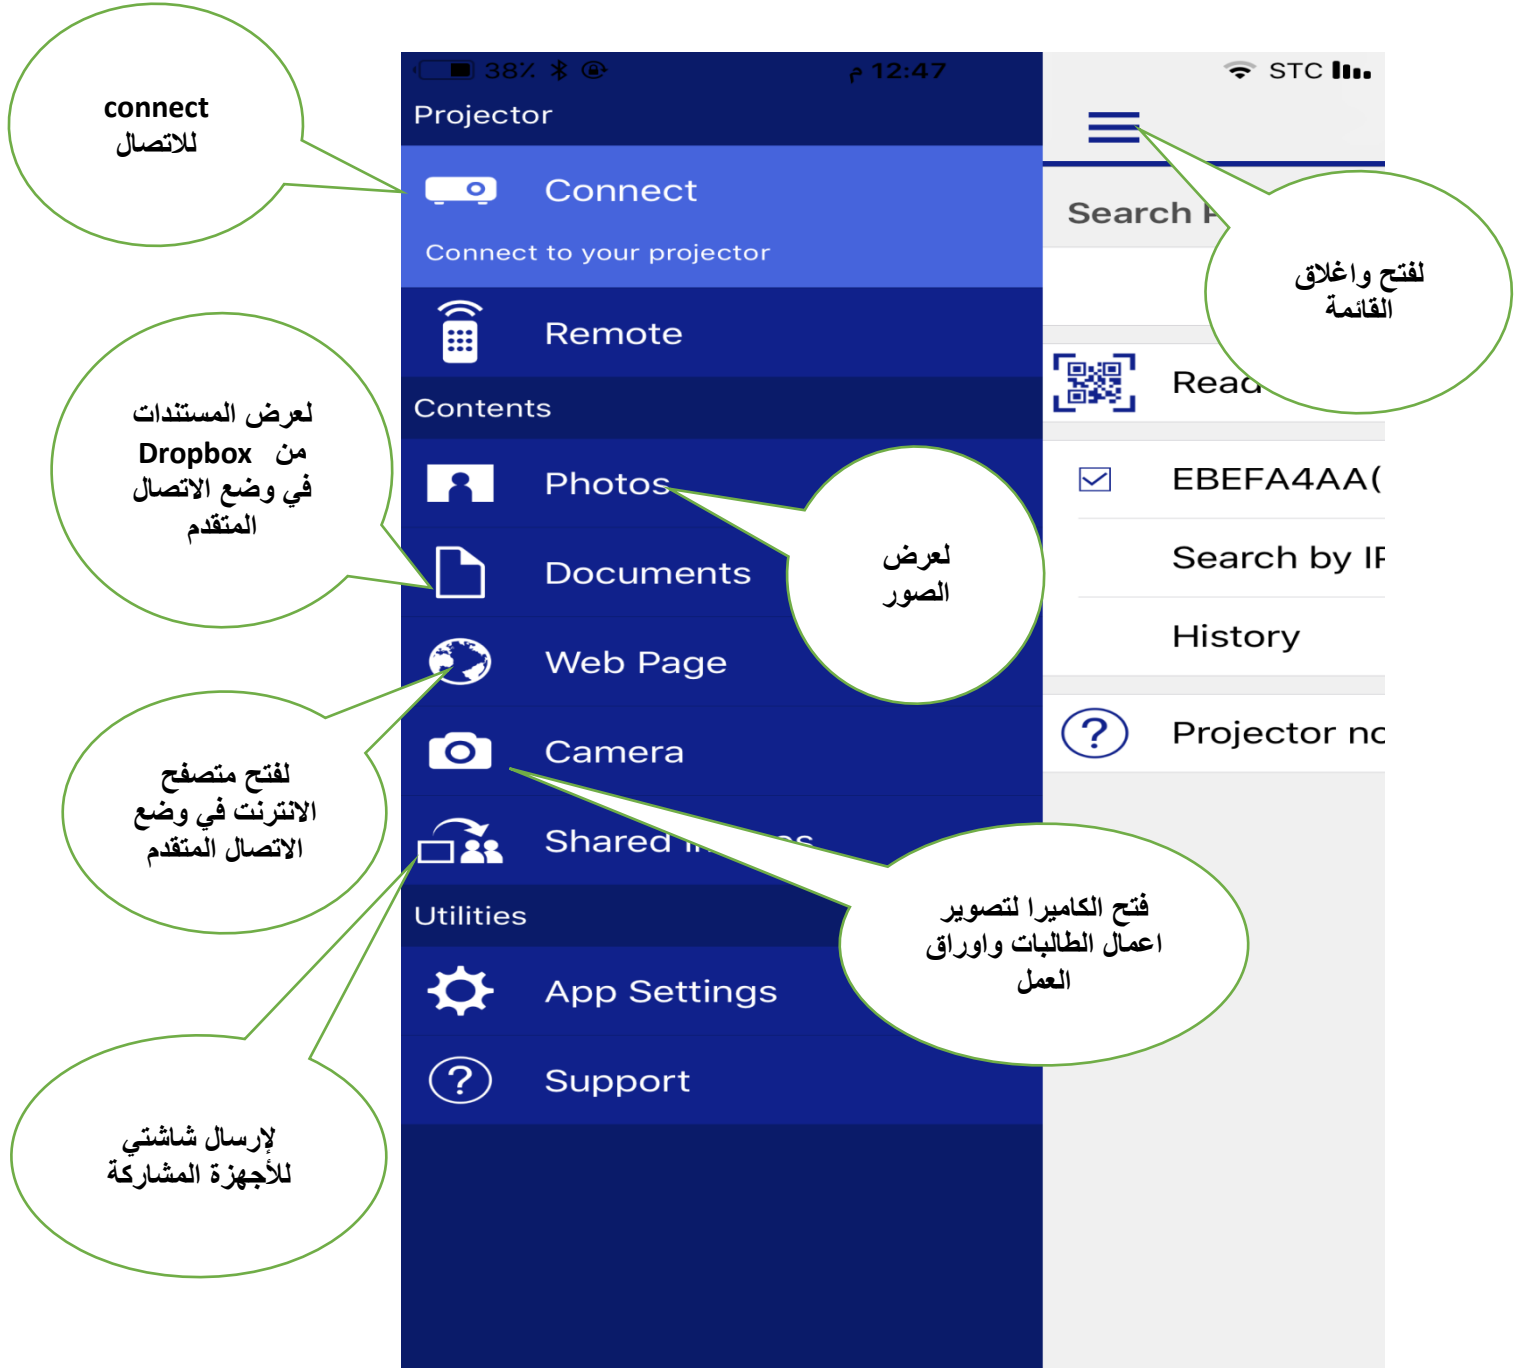 38٪
12:47 م
STC
Projector
Connect
Connect to your projector
Remote
Contents
Photos
Documents
Web Page
Camera
Shared
Utilities
App Settings
Support
Search
Read
EBEFA4AA(
Search by
History
Projector
connect
للاتصال
لفتح واغلاق
القائمة
لعرض المستندات
من Dropbox
في وضع الاتصال
المتقدم
لعرض
الصور
لفتح متصفح
الانترنت في وضع
الاتصال المتقدم
فتح الكاميرا لتصوير
اعمال الطالبات واوراق
العمل
لإرسال شاشتي
للأجهزة المشاركة